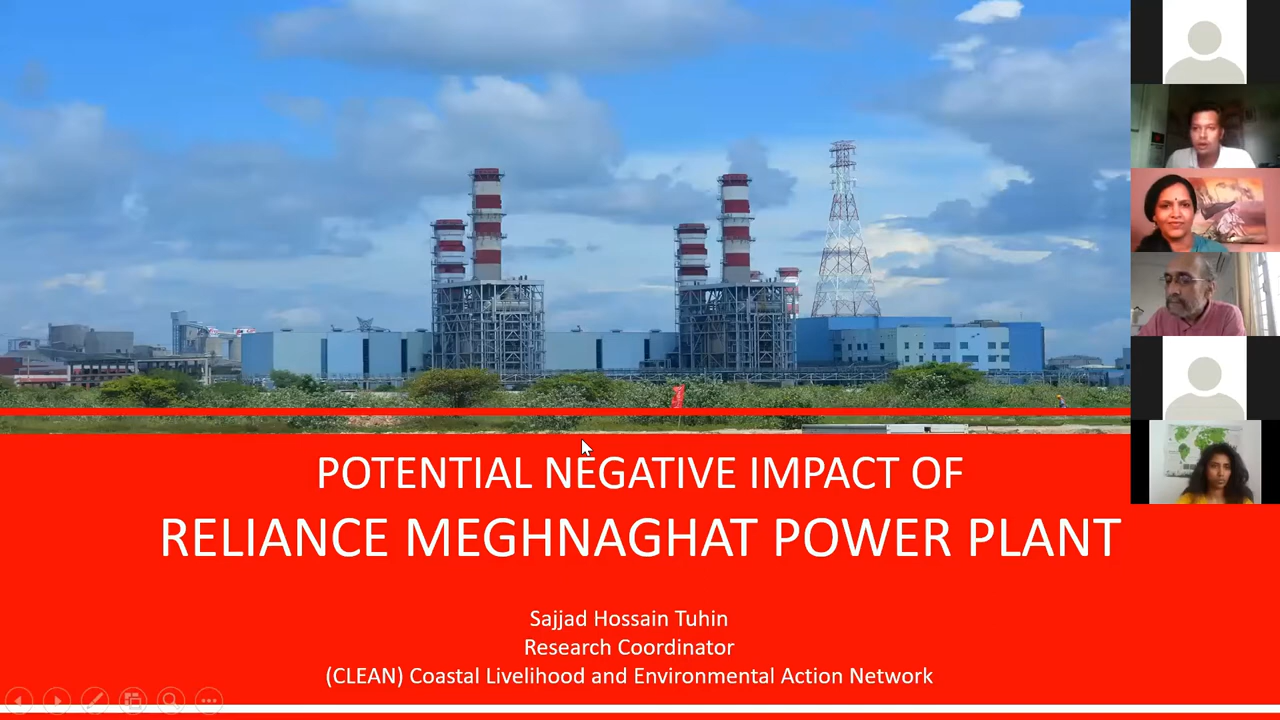 POTENTIAL NEGATIVE IMPACT OF
RELIANCE MEGHNAGHAT POWER PLANT
Sajjad Hossain Tuhin
Research Coordinator
(CLEAN) Coastal Livelihood and Environmental Action Network